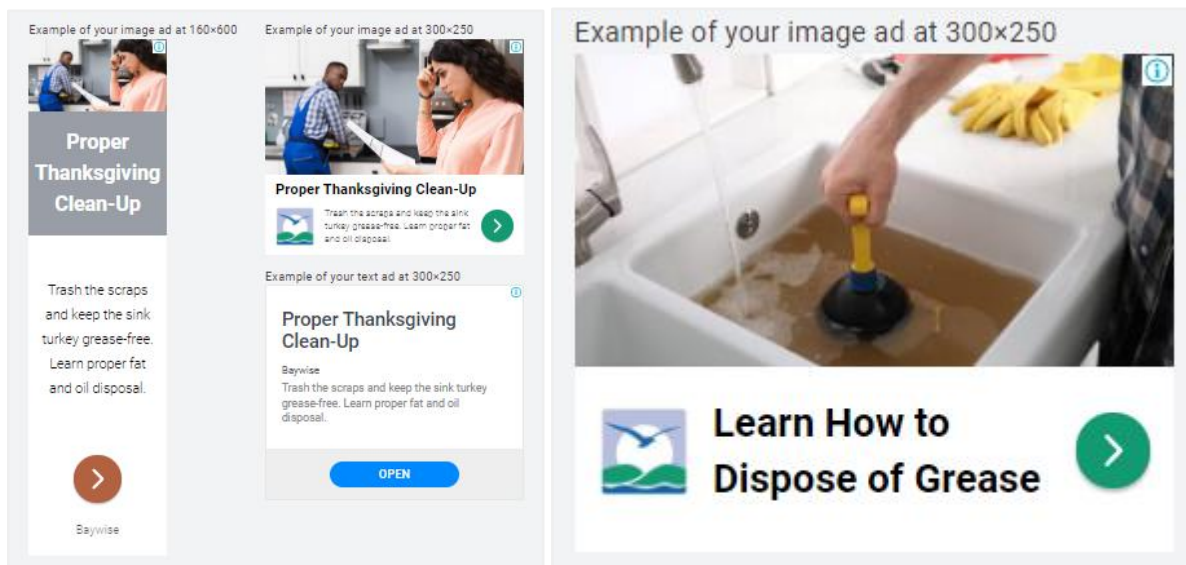 Example of your image ad at 160×600
Proper
Thanksgiving
Clean-Up
Trash the scraps
and keep the sink
turkey grease-free.
Learn proper fat
and oil disposal.
Baywise
Example of your image ad at 300×250
Proper Thanksgiving Clean-Up
Trash the scraps and keep the sink
turkey grease-free. Learn proper fat
and oil disposal.
Example of your text ad at 300×250
Proper Thanksgiving
Clean-Up
Baywise
Trash the scraps and keep the sink turkey
grease-free. Learn proper fat and oil
disposal.
OPEN
Example of your image ad at 300×250
Learn How to
Dispose of Grease